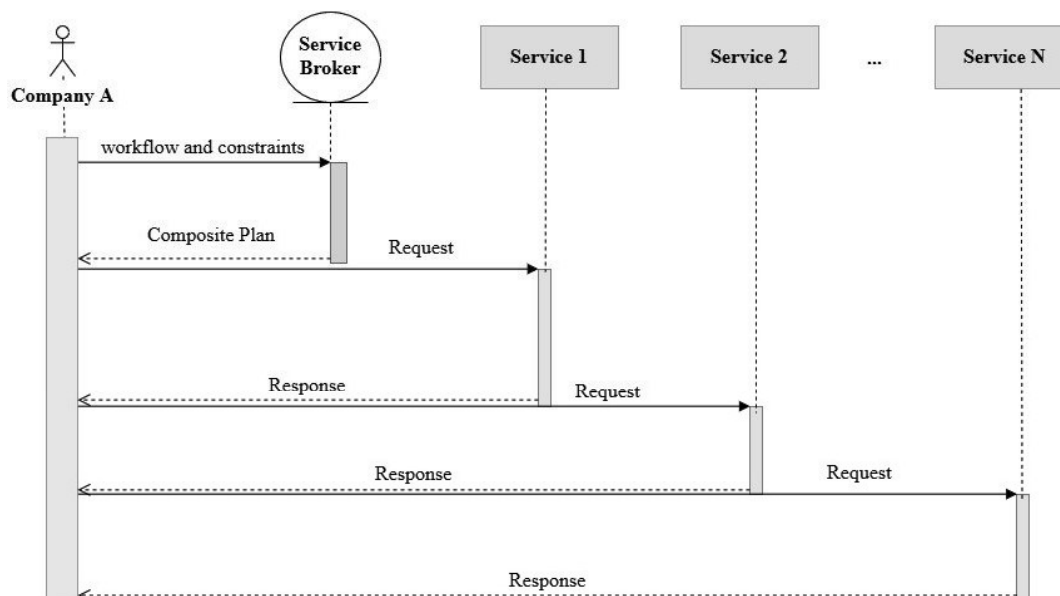 Company A
Service
Broker
Service 1
Service 2
...
Service N
workflow and constraints
Composite Plan
Request
Response
Request
Response
Request
Response